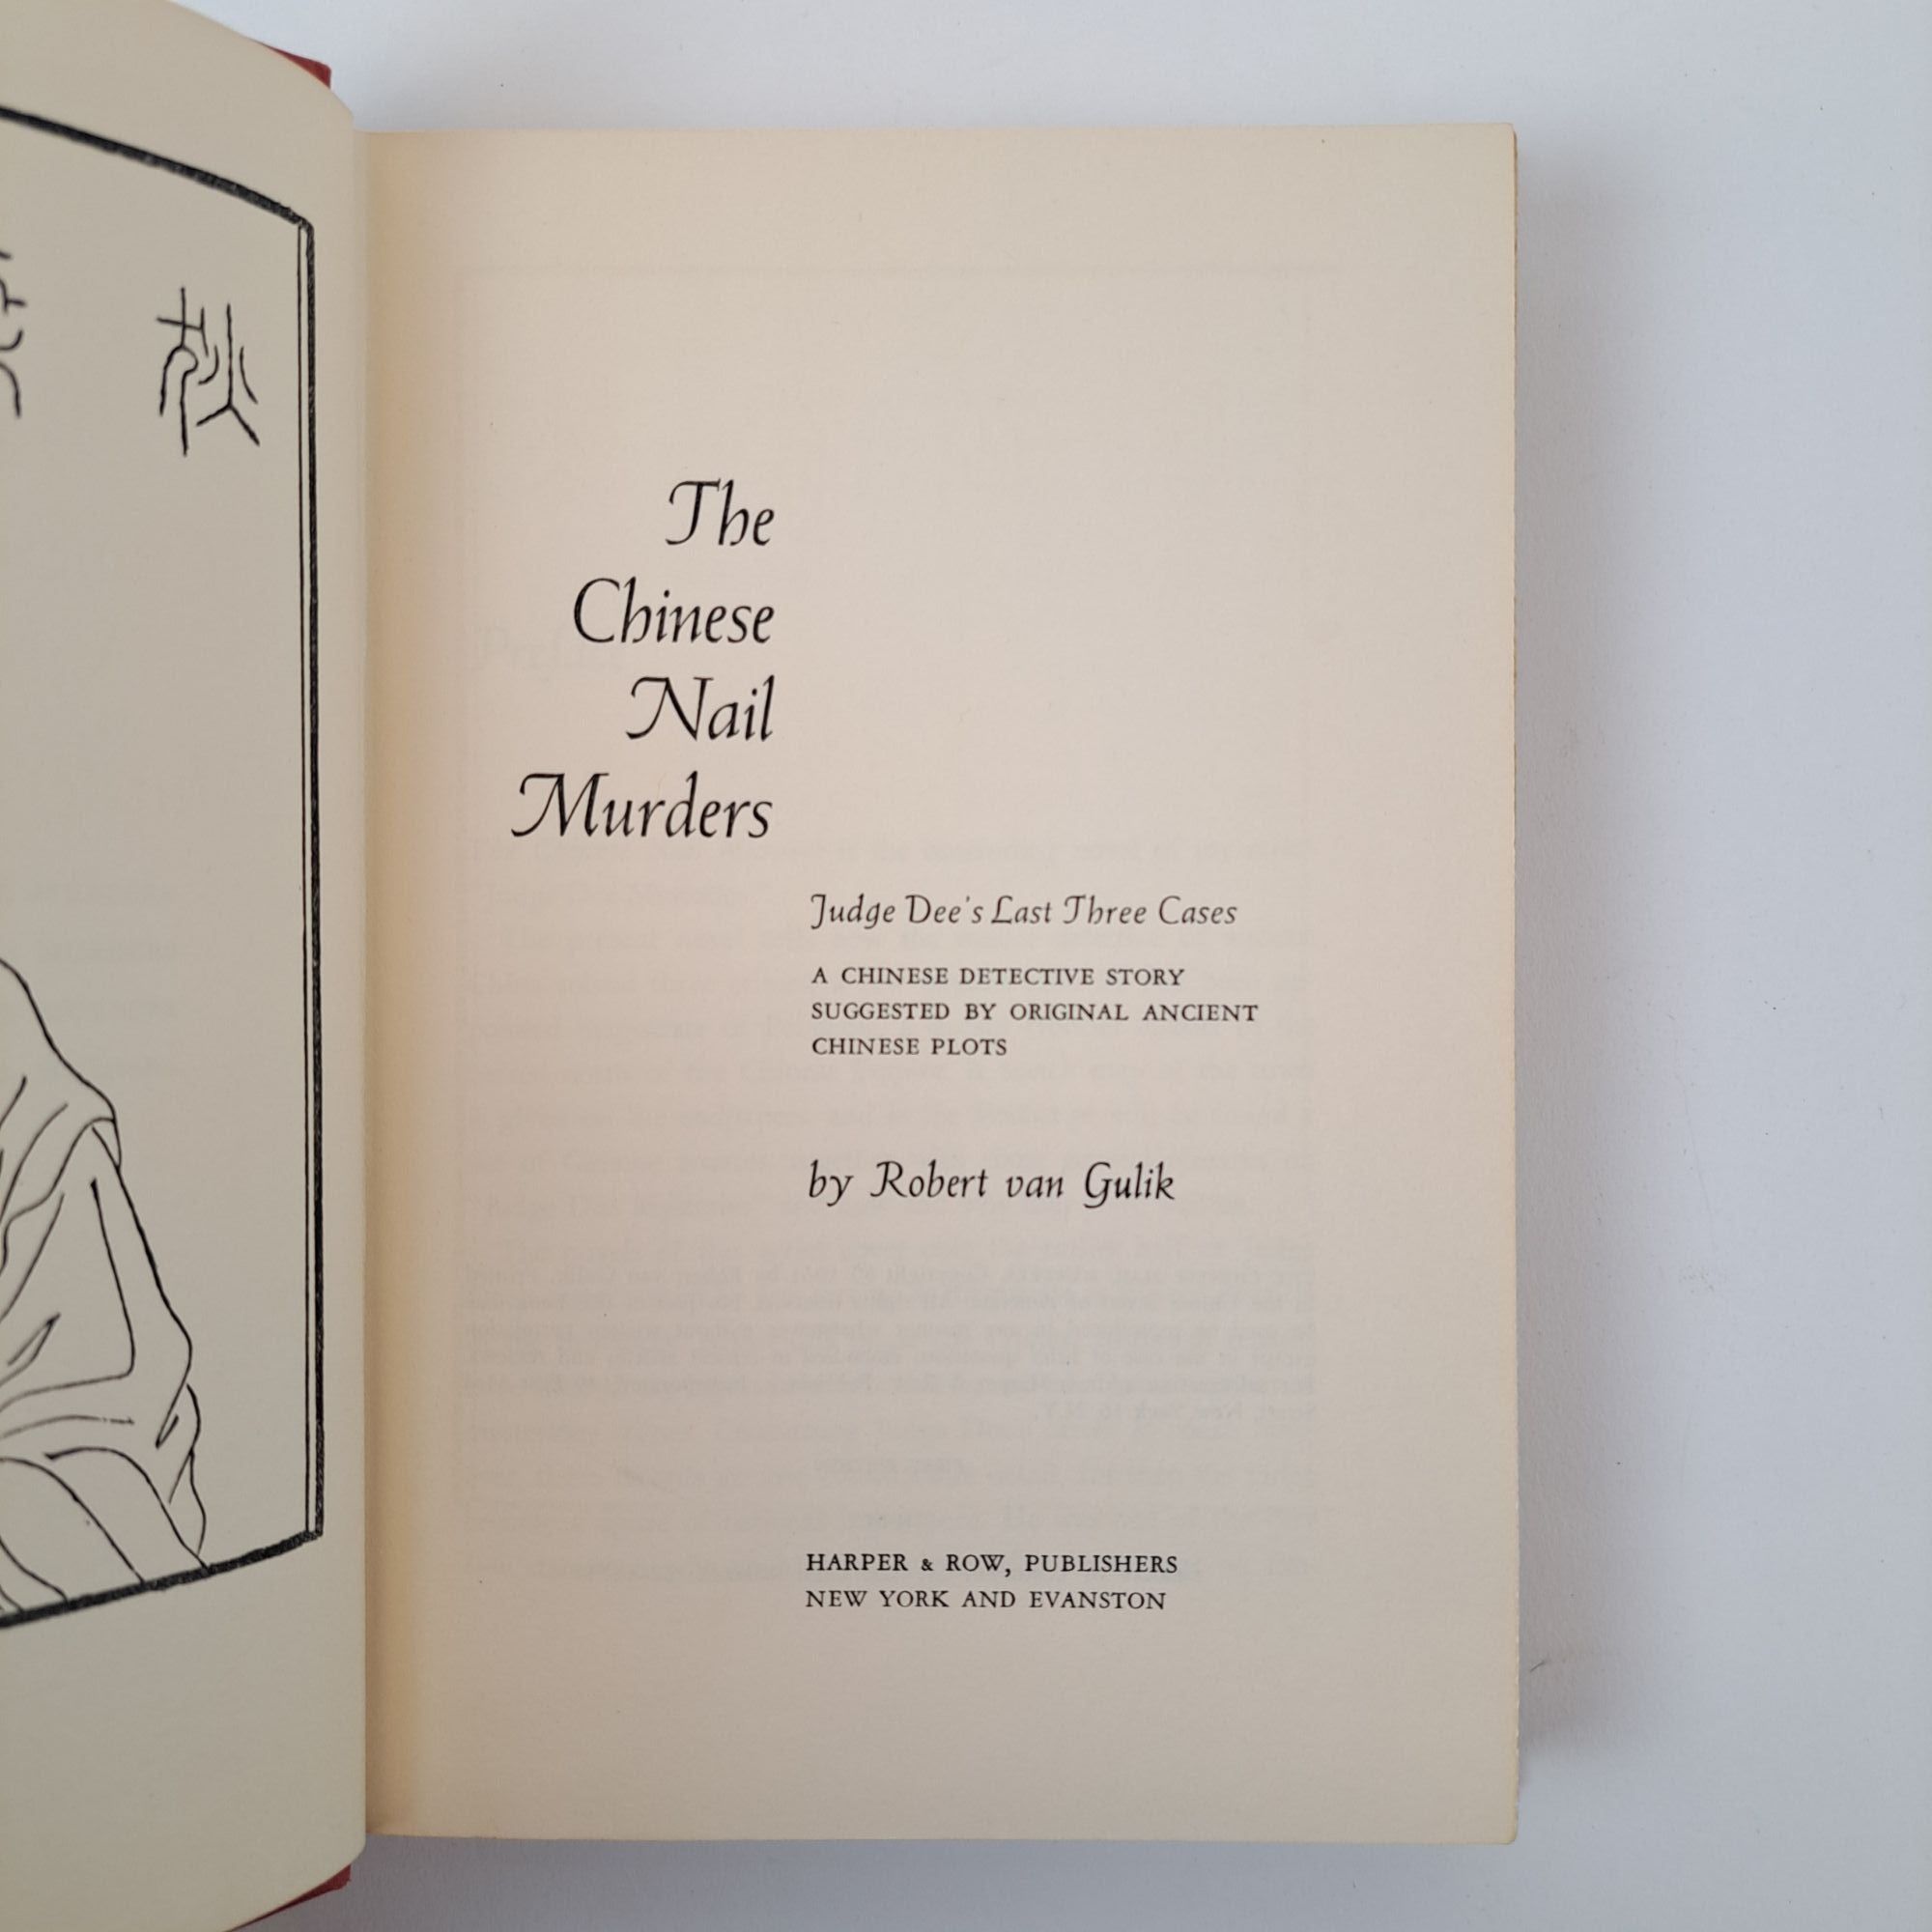 狄
The
Chinese
Nail
Murders
Judge Dee's Last Three Cases
A CHINESE DETECTIVE STORY
SUGGESTED BY ORIGINAL ANCIENT
CHINESE PLOTS
by Robert van Gulik
HARPER & ROW, PUBLISHERS
NEW YORK AND EVANSTON